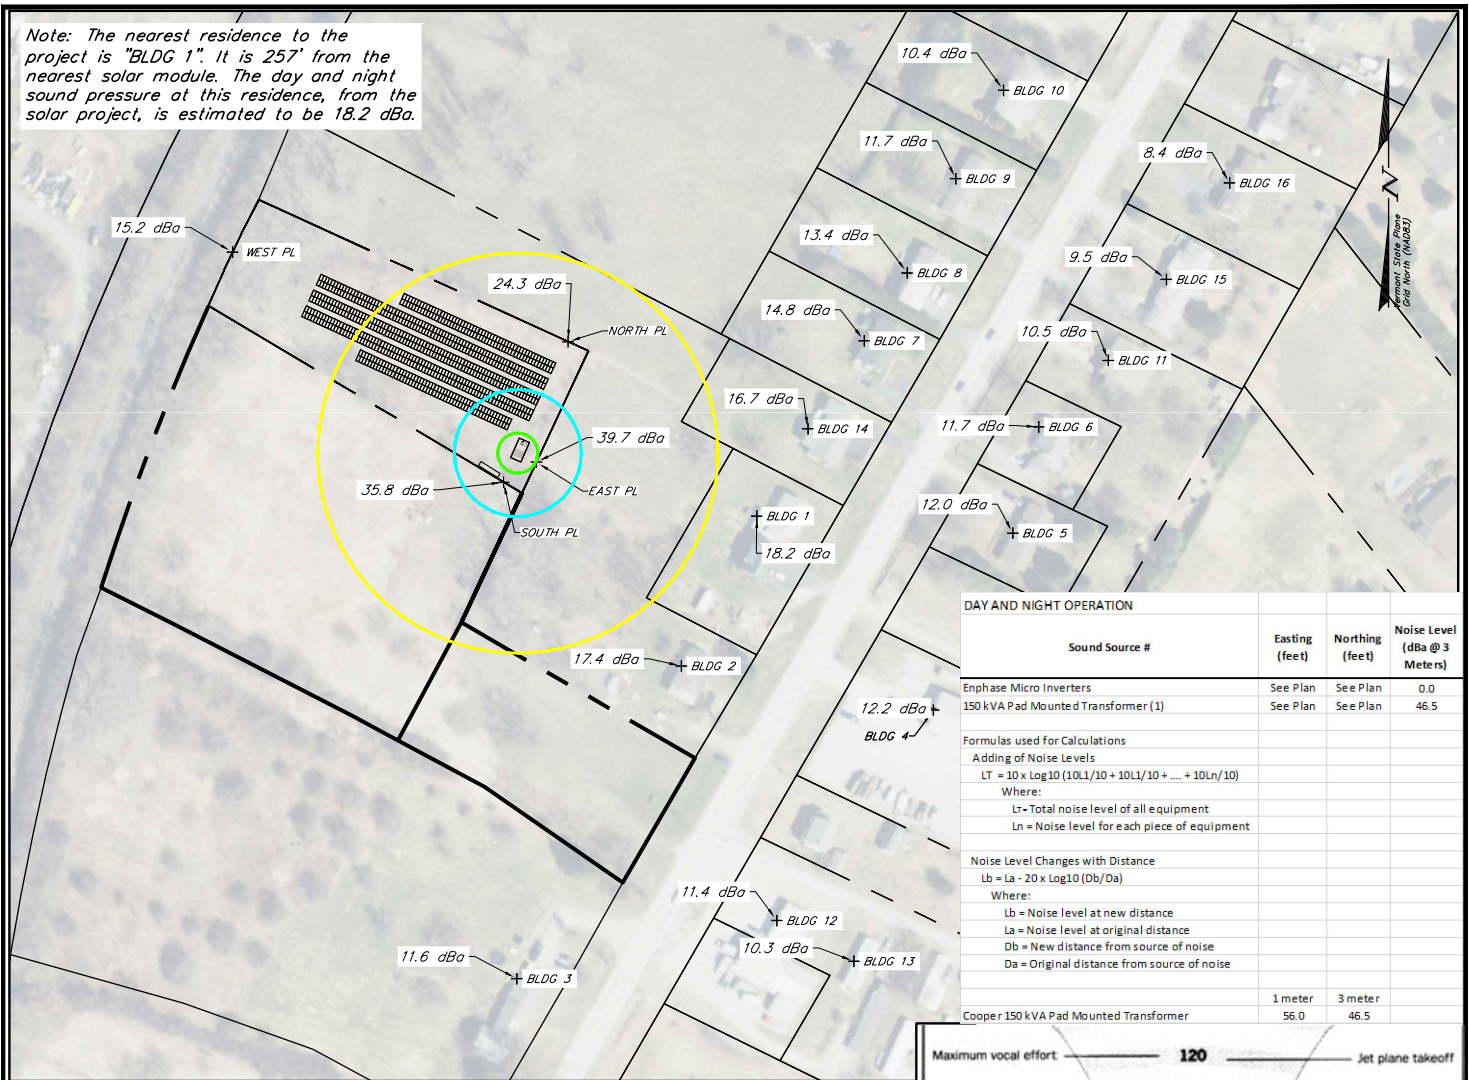 Note: The nearest residence to the
project is "BLDG 1". It is 257' from the
nearest solar module. The day and night
sound pressure at this residence, from the
solar project, is estimated to be 18.2 dBa.
10.4 dBa
BLDG 10
11.7 dBa
BLDG 9
8.4 dBa
BLDG 16
N
Vermont State Plane
Grid North (NAD83)
15.2 dBa
WEST PL
13.4 dBa
BLDG 8
9.5 dBa
BLDG 15
24.3 dBa
NORTH PL
14.8 dBa
BLDG 7
10.5 dBa
BLDG 11
16.7 dBa
BLDG 14
11.7 dBa
BLDG 6
39.7 dBa
EAST PL
35.8 dBa
SOUTH PL
BLDG 1
18.2 dBa
12.0 dBa
BLDG 5
17.4 dBa
BLDG 2
12.2 dBa
BLDG 4
11.4 dBa
BLDG 12
10.3 dBa
BLDG 13
11.6 dBa
BLDG 3
DAY AND NIGHT OPERATION
Sound Source # Easting (feet) Northing (feet) Noise Level (dBa @ 3 Meters)
Enphase Micro Inverters See Plan See Plan 0.0
150 kVA Pad Mounted Transformer (1) See Plan See Plan 46.5
Formulas used for Calculations
Adding of Noise Levels
LT = 10 x Log10 (10L1/10 + 10L1/10 + .... + 10Ln/10)
Where:
LT= Total noise level of all equipment
Ln = Noise level for each piece of equipment
Noise Level Changes with Distance
Lb = La - 20 x Log10 (Db/Da)
Where:
Lb = Noise level at new distance
La = Noise level at original distance
Db = New distance from source of noise
Da = Original distance from source of noise
1 meter 3 meter
Cooper 150 kVA Pad Mounted Transformer 56.0 46.5
Maximum vocal effort 120 Jet plane takeoff